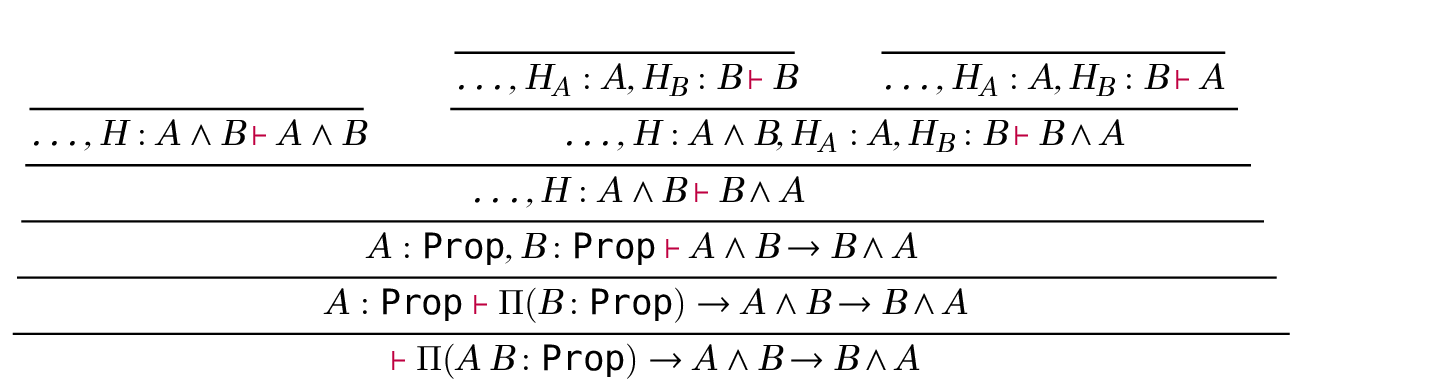 …, H_A : A, H_B : B ⊢ B    …, H_A : A, H_B : B ⊢ A
…, H : A ∧ B ⊢ A ∧ B    …, H : A ∧ B, H_A : A, H_B : B ⊢ B ∧ A
…, H : A ∧ B ⊢ B ∧ A
A : Prop, B : Prop ⊢ A ∧ B → B ∧ A
A : Prop ⊢ Π(B : Prop) → A ∧ B → B ∧ A
⊢ Π(A B : Prop) → A ∧ B → B ∧ A